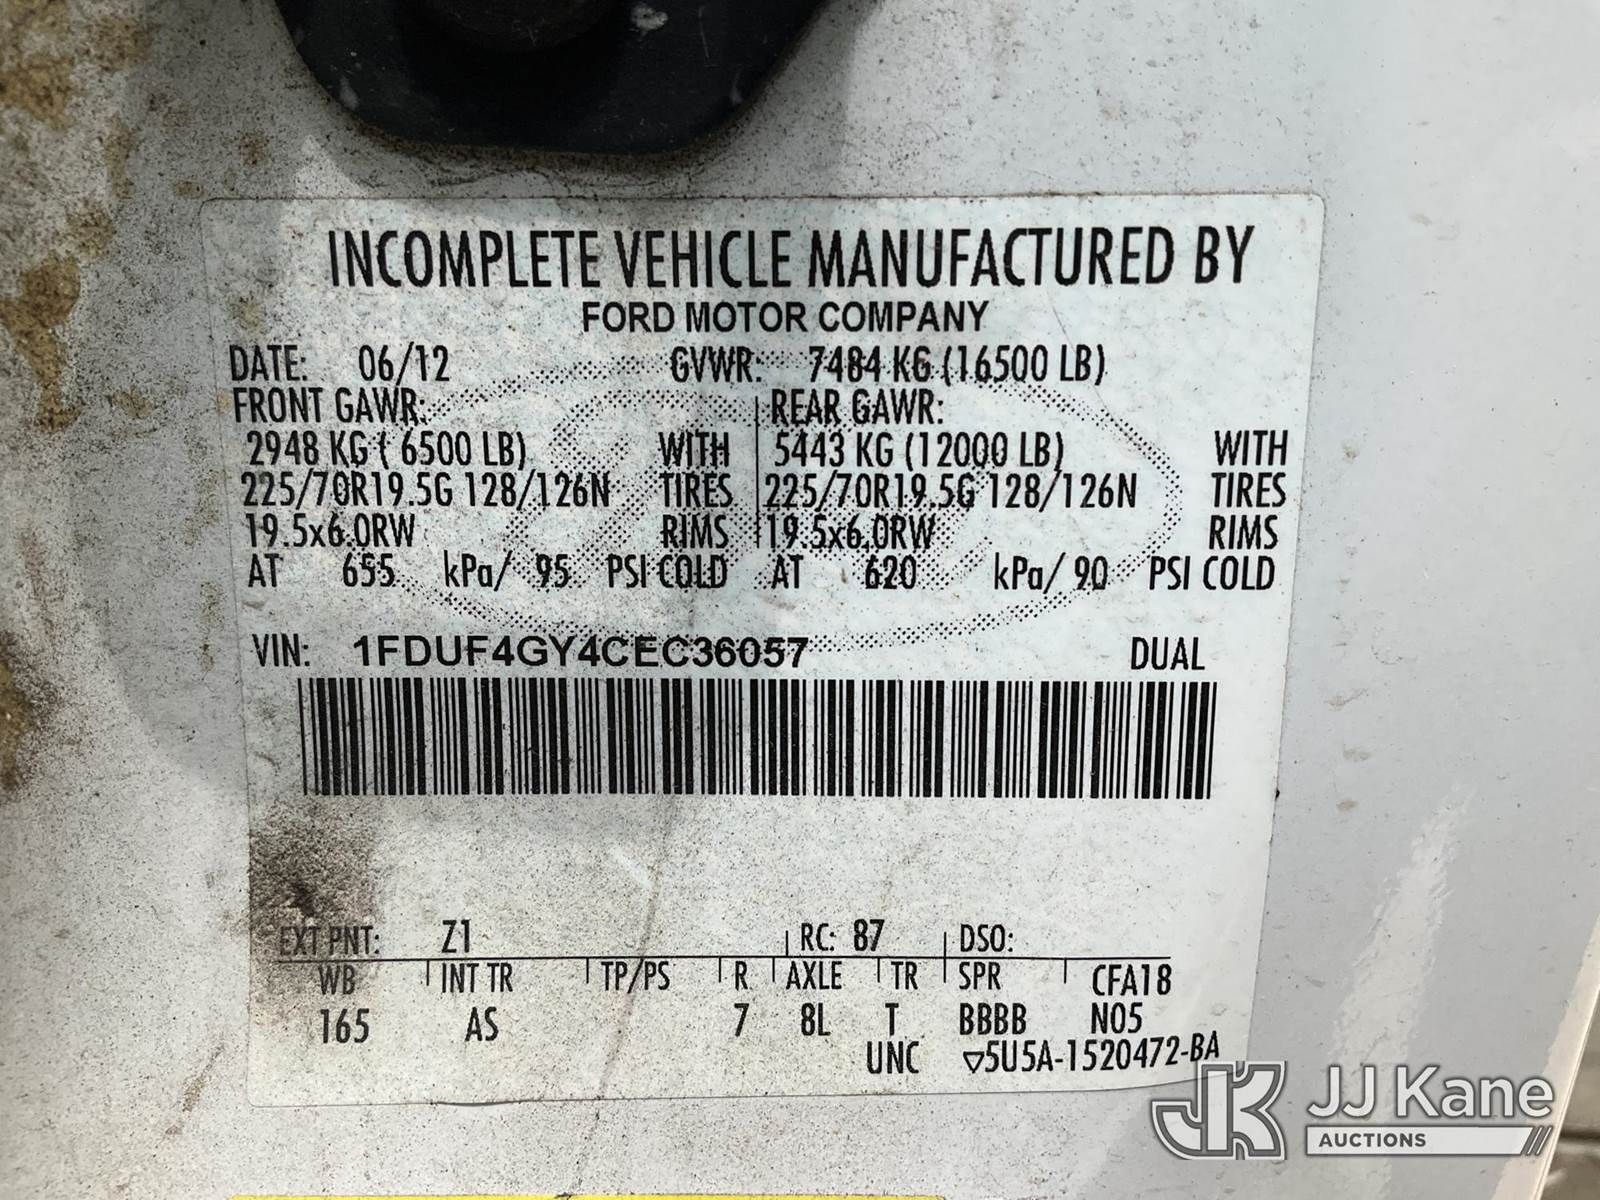 INCOMPLETE VEHICLE MANUFACTURED BY
FORD MOTOR COMPANY
DATE: 06/12 GVWR: 7484 KG (16500 LB)
FRONT GAWR: REAR GAWR:
2948 KG ( 6500 LB) WITH 5443 KG (12000 LB) WITH
225/70R19.5G 128/126N TIRES 225/70R19.5G 128/126N TIRES
19.5x6.0RW RIMS 19.5x6.0RW RIMS
AT 655 kPa/ 95 PSI COLD AT 620 kPa/ 90 PSI COLD
VIN: 1FDUF4GY4CEC36057 DUAL
EXT PNT: Z1 RC: 87 DSO:
WB INT TR TP/PS R AXLE TR SPR CFA18
165 AS 7 8L T BBBB N05
UNC ▽5U5A-1520472-BA
JK JJ Kane
AUCTIONS